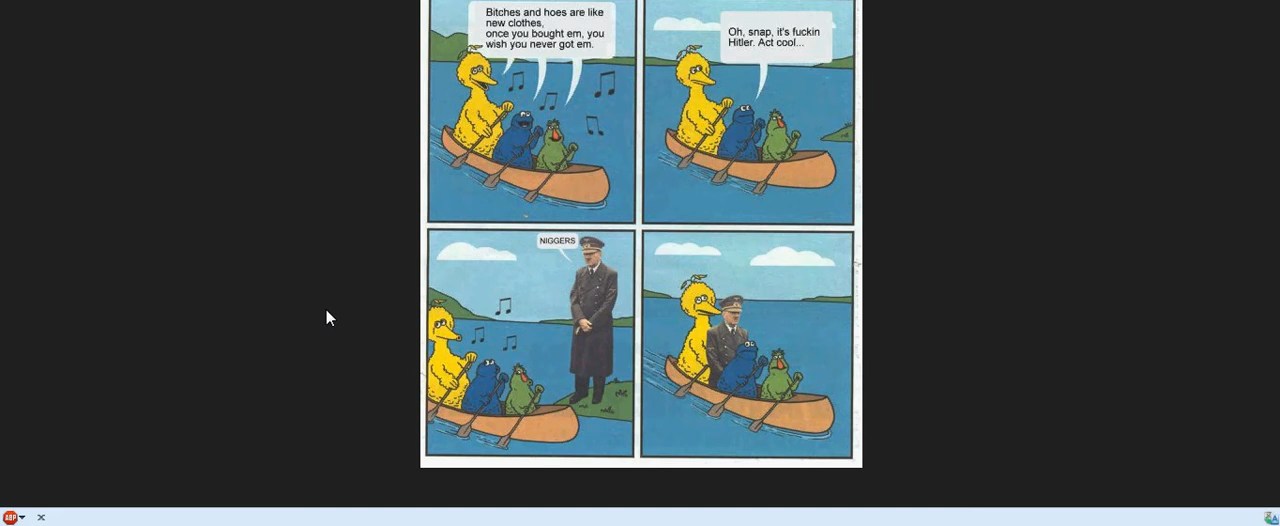 Bitches and hoes are like
new clothes,
once you bought em, you
wish you never got em.
Oh, snap, it's fuckin
Hitler. Act cool...
NIGGERS
ABP